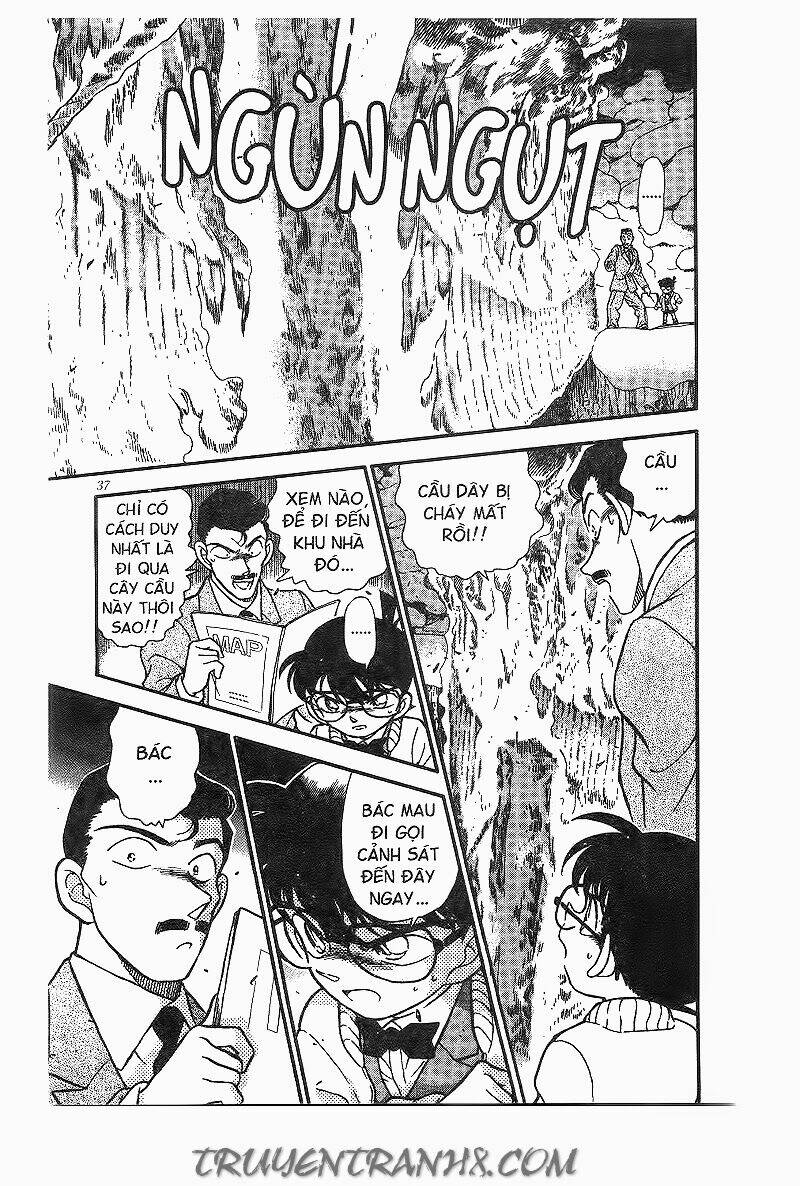 NGÙN NGỤT
......
CẦU
...
CẦU DÂY BỊ
CHÁY MẤT
RỒI!!
XEM NÀO,
ĐỂ ĐI ĐẾN
KHU NHÀ
ĐÓ...
37
CHỈ CÓ
CÁCH DUY
NHẤT LÀ
ĐI QUA
CÂY CẦU
NÀY THÔI
SAO!!
MAP
......
BÁC MAU
ĐI GỌI
CẢNH SÁT
ĐẾN ĐÂY
NGAY...
BÁC
...
TRUYENTRANH8.COM